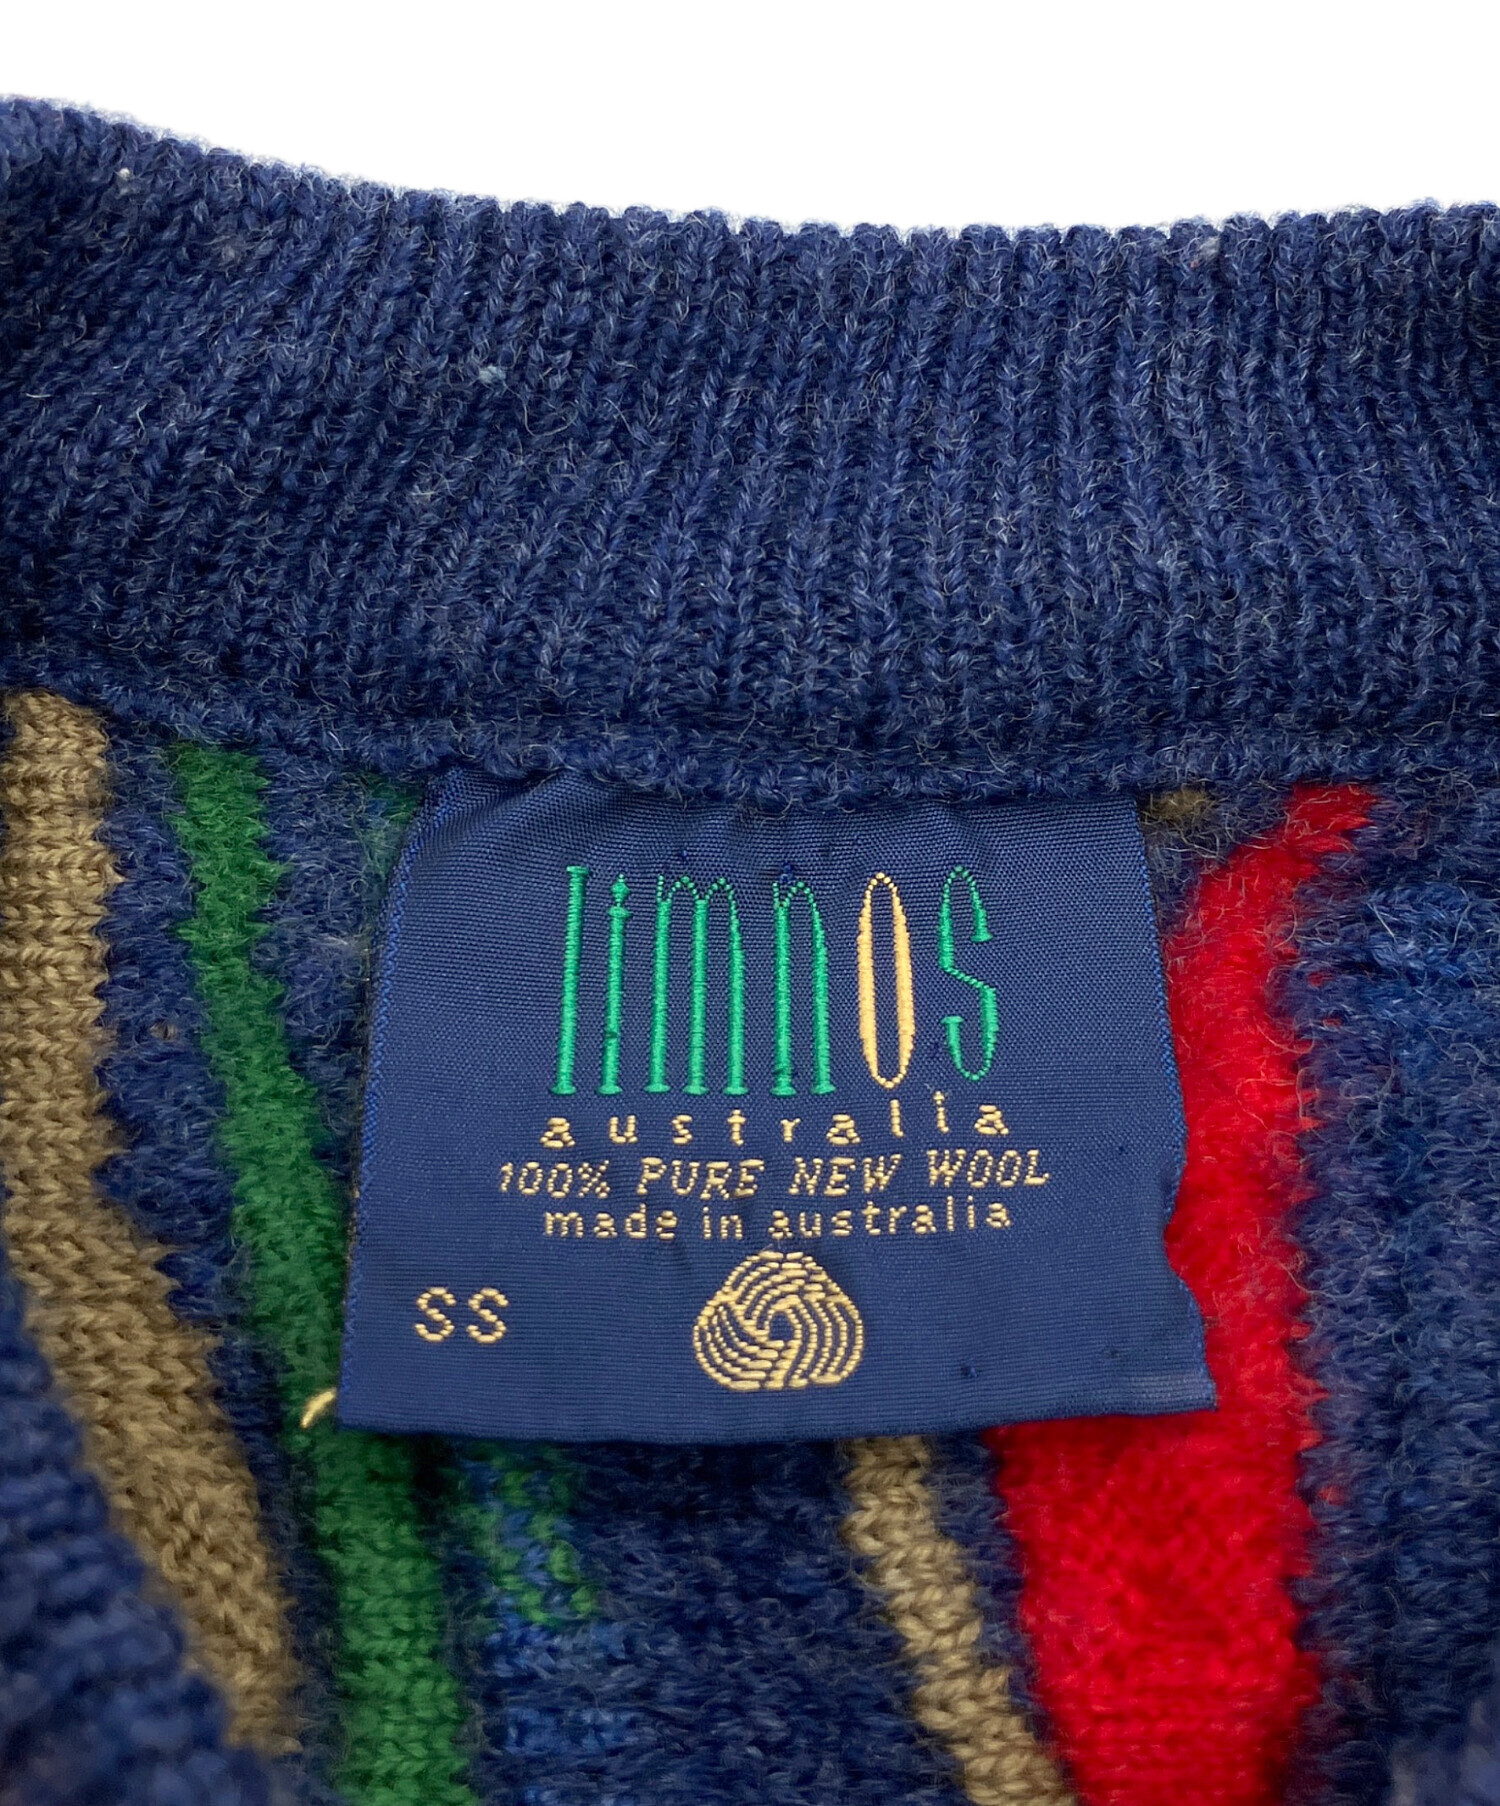 limnos
australia
100% PURE NEW WOOL
made in australia
SS